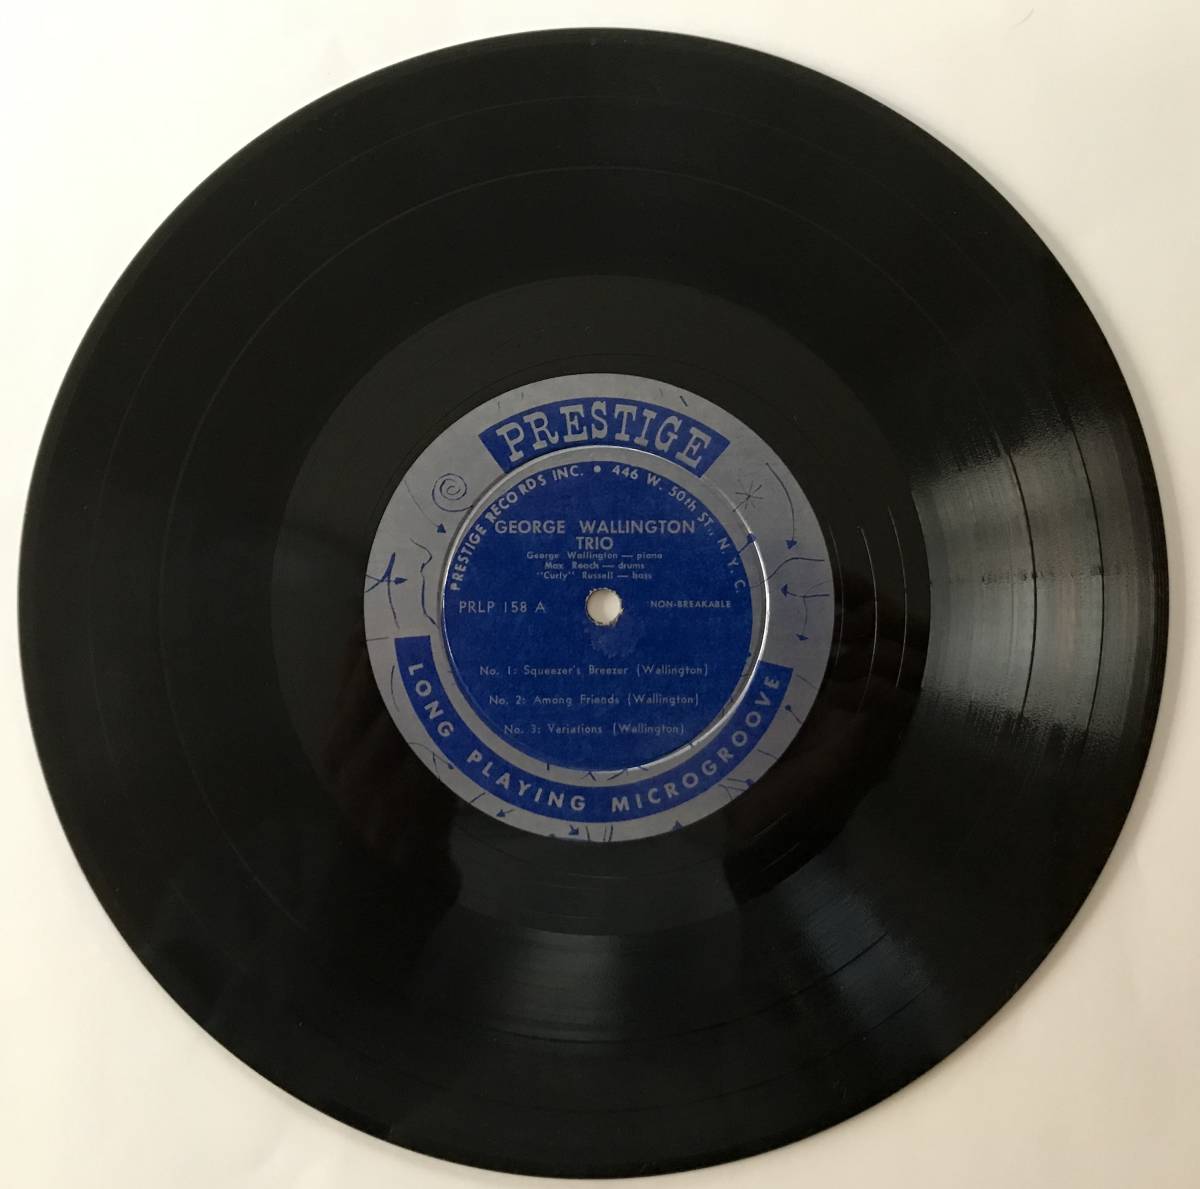 PRESTIGE
PRESTIGE RECORDS INC. • 446 W. 50th ST., N.Y.C.
GEORGE WALLINGTON
TRIO
George Wallington — piano
Max Roach — drums
"Curly" Russell — bass
PRLP 158 A
NON-BREAKABLE
No. 1: Squeezer's Breezer (Wallington)
No. 2: Among Friends (Wallington)
No. 3: Variations (Wallington)
LONG PLAYING MICROGROOVE